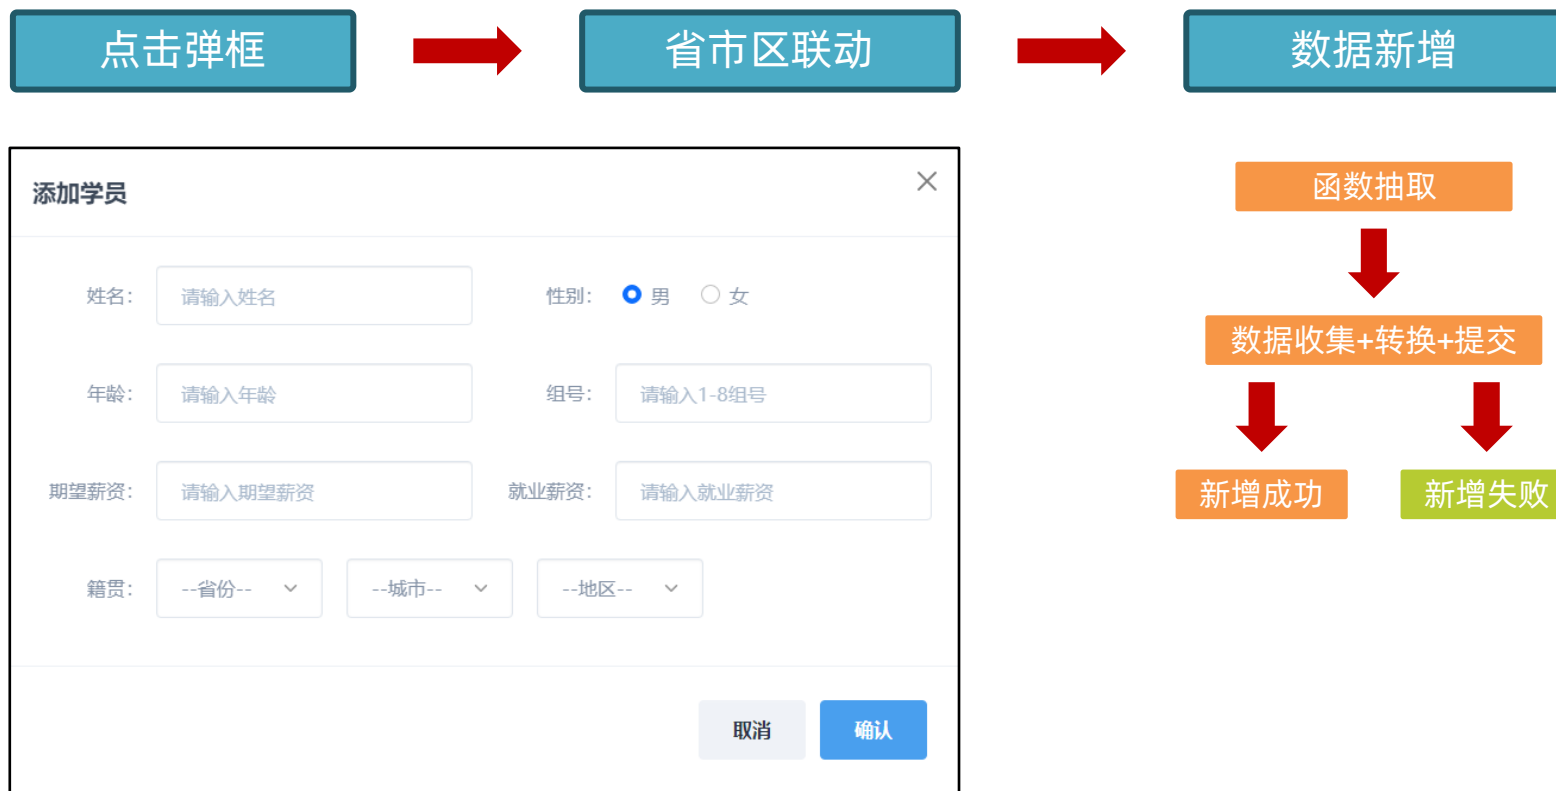 点击弹框
省市区联动
数据新增
添加学员
姓名：
请输入姓名
性别：
男
女
年龄：
请输入年龄
组号：
请输入1-8组号
期望薪资：
请输入期望薪资
就业薪资：
请输入就业薪资
籍贯：
--省份--
--城市--
--地区--
取消
确认
函数抽取
数据收集+转换+提交
新增成功
新增失败